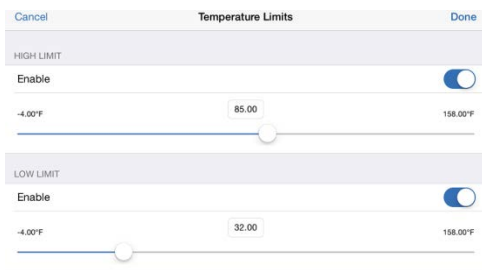 Cancel Temperature Limits Done
HIGH LIMIT
Enable
-4.00°F 85.00 158.00°F
LOW LIMIT
Enable
-4.00°F 32.00 158.00°F